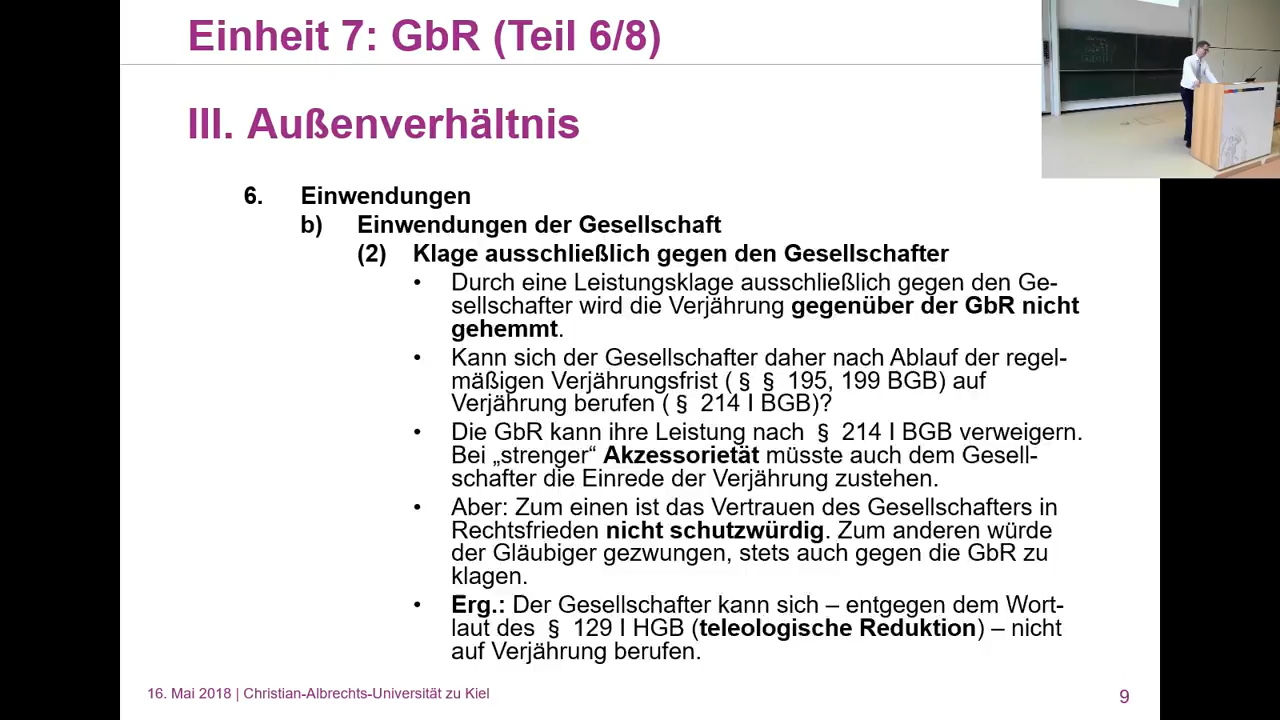 Einheit 7: GbR (Teil 6/8)
III. Außenverhältnis
6. Einwendungen
b) Einwendungen der Gesellschaft
(2) Klage ausschließlich gegen den Gesellschafter
• Durch eine Leistungsklage ausschließlich gegen den Ge-
sellschafter wird die Verjährung gegenüber der GbR nicht
gehemmt.
• Kann sich der Gesellschafter daher nach Ablauf der regel-
mäßigen Verjährungsfrist ( § § 195, 199 BGB) auf
Verjährung berufen ( § 214 I BGB)?
• Die GbR kann ihre Leistung nach § 214 I BGB verweigern.
Bei „strenger“ Akzessorietät müsste auch dem Gesell-
schafter die Einrede der Verjährung zustehen.
• Aber: Zum einen ist das Vertrauen des Gesellschafters in
Rechtsfrieden nicht schutzwürdig. Zum anderen würde
der Gläubiger gezwungen, stets auch gegen die GbR zu
klagen.
• Erg.: Der Gesellschafter kann sich – entgegen dem Wort-
laut des § 129 I HGB (teleologische Reduktion) – nicht
auf Verjährung berufen.
16. Mai 2018 | Christian-Albrechts-Universität zu Kiel
9